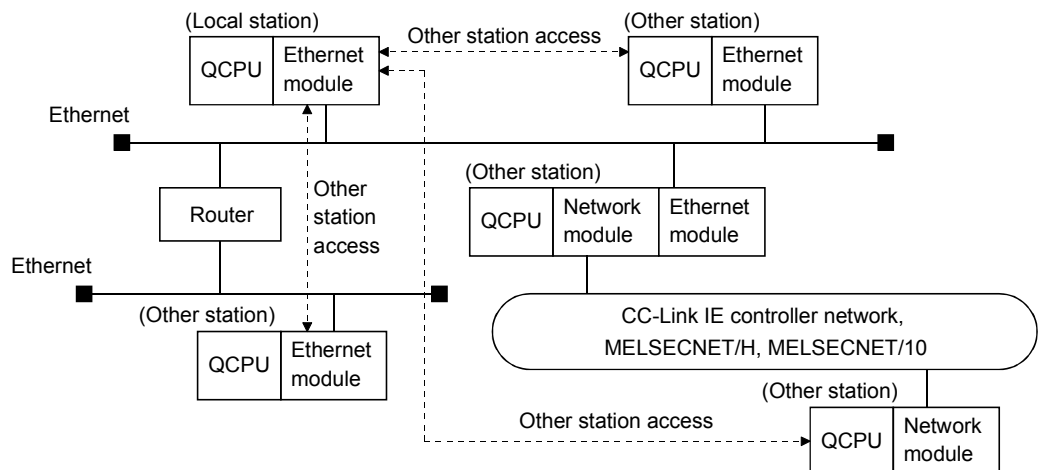 (Local station)
QCPU
Ethernet
module
Other station access
(Other station)
QCPU
Ethernet
module
Ethernet
Router
Other
station
access
(Other station)
QCPU
Network
module
Ethernet
module
Ethernet
(Other station)
QCPU
Ethernet
module
CC-Link IE controller network,
MELSECNET/H, MELSECNET/10
Other station access
(Other station)
QCPU
Network
module